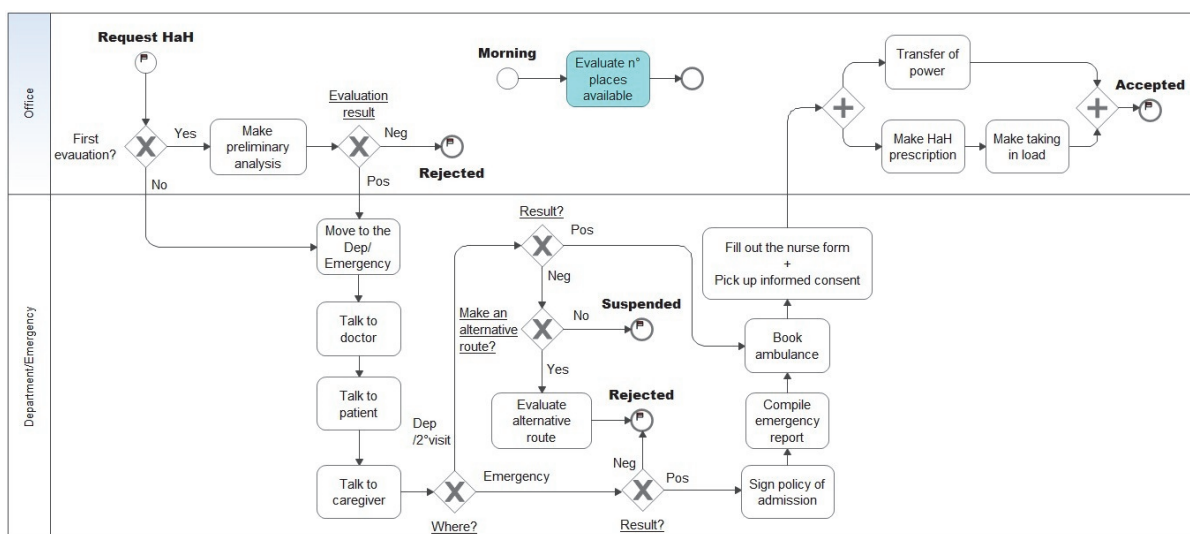 Office
Request HaH
First
evauation?
Yes
No
Make
preliminary
analysis
Evaluation
result
Neg
Rejected
Pos
Morning
Evaluate n°
places
available
Transfer of
power
Make HaH
prescription
Make taking
in load
Accepted
Department/Emergency
Move to the
Dep/
Emergency
Talk to
doctor
Talk to
patient
Talk to
caregiver
Where?
Dep
/2°visit
Emergency
Result?
Pos
Neg
Make an
alternative
route?
No
Suspended
Yes
Evaluate
alternative
route
Rejected
Neg
Result?
Pos
Sign policy of
admission
Compile
emergency
report
Book
ambulance
Fill out the nurse form
+
Pick up informed consent